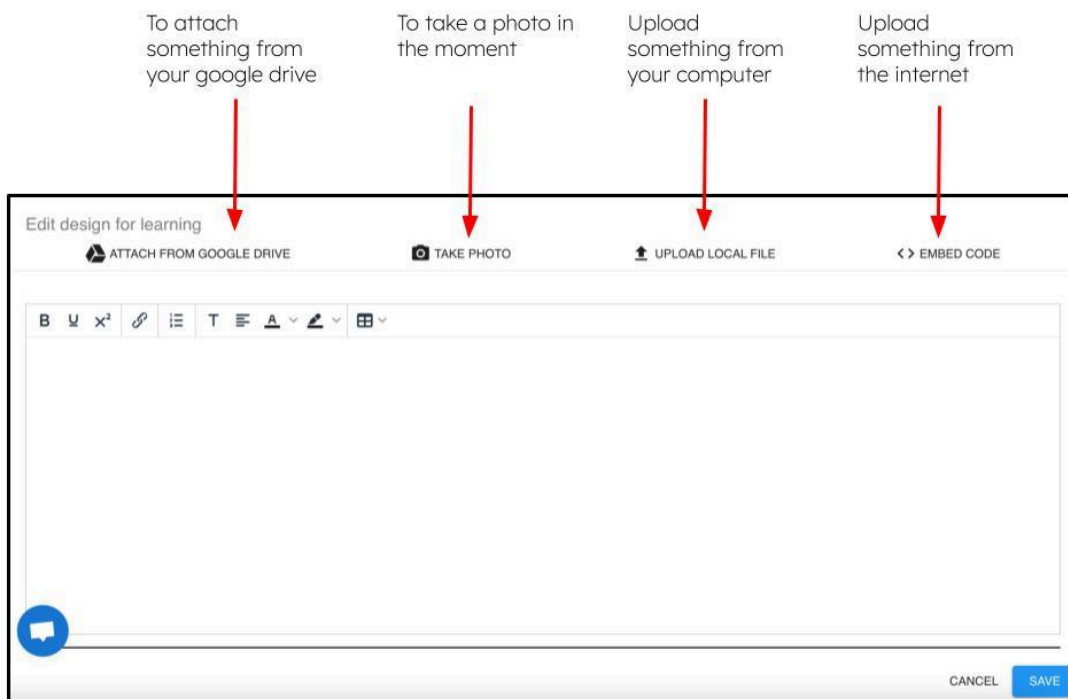 To attach
something from
your google drive
To take a photo in
the moment
Upload
something from
your computer
Upload
something from
the internet
Edit design for learning
ATTACH FROM GOOGLE DRIVE
TAKE PHOTO
UPLOAD LOCAL FILE
<> EMBED CODE
B U x² T A
CANCEL
SAVE